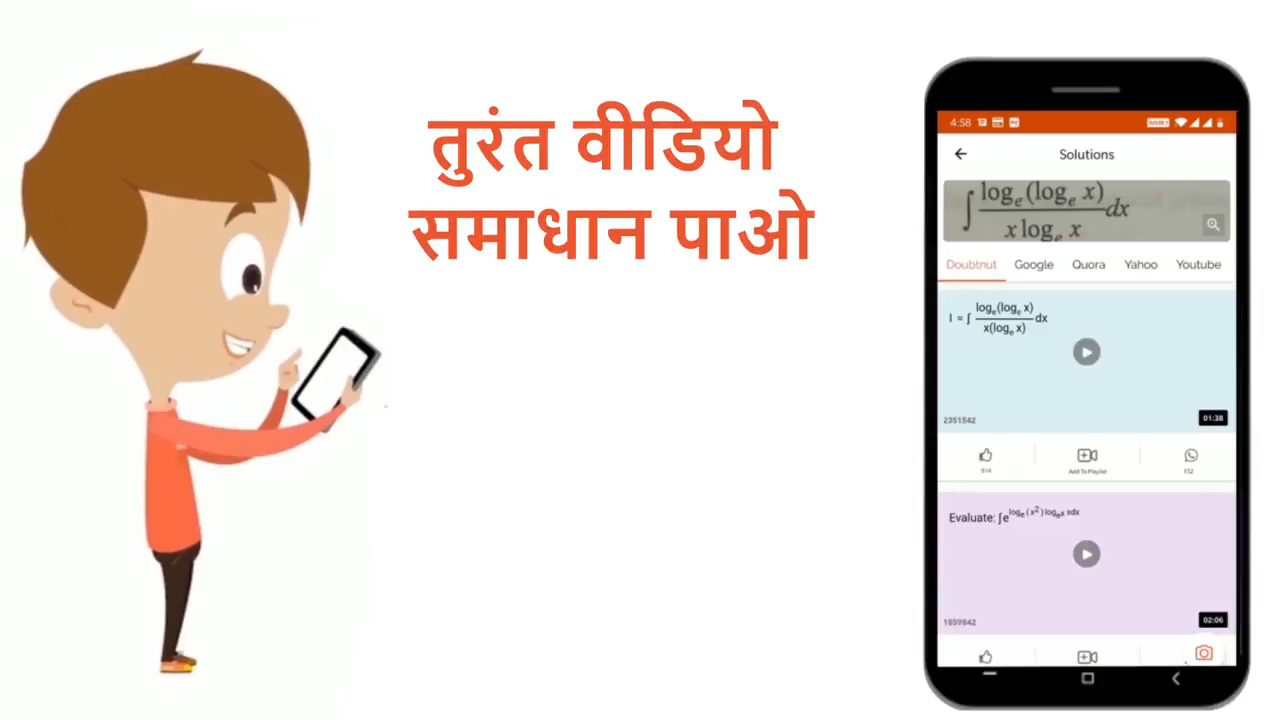 तुरंत वीडियो
समाधान पाओ
4:58
Solutions
∫ logₑ(logₑ x) / x logₑ x dx
Doubtnut Google Quora Yahoo Youtube
I = ∫ logₑ(logₑ x) / x(logₑ x) dx
2351542 01:38
914 Add To Playlist 152
Evaluate: ∫e^logₑ(x²)logₑx xdx
1859842 02:06